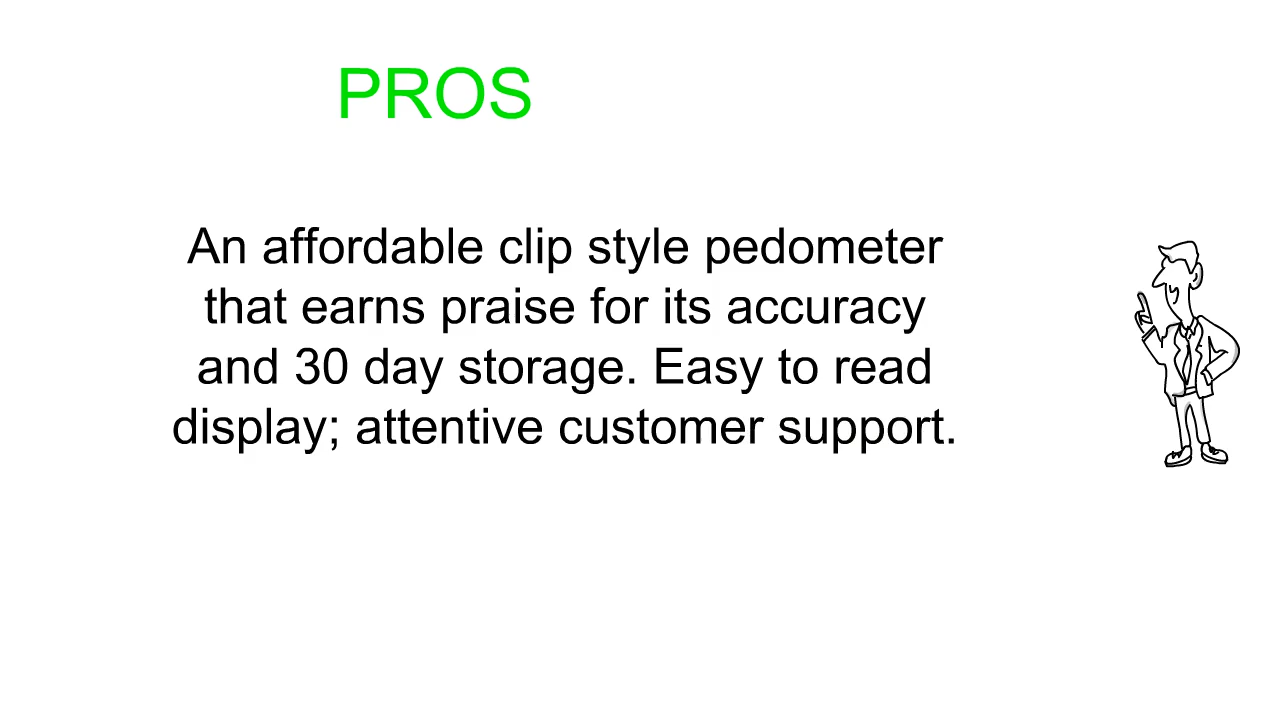 PROS
An affordable clip style pedometer
that earns praise for its accuracy
and 30 day storage. Easy to read
display; attentive customer support.